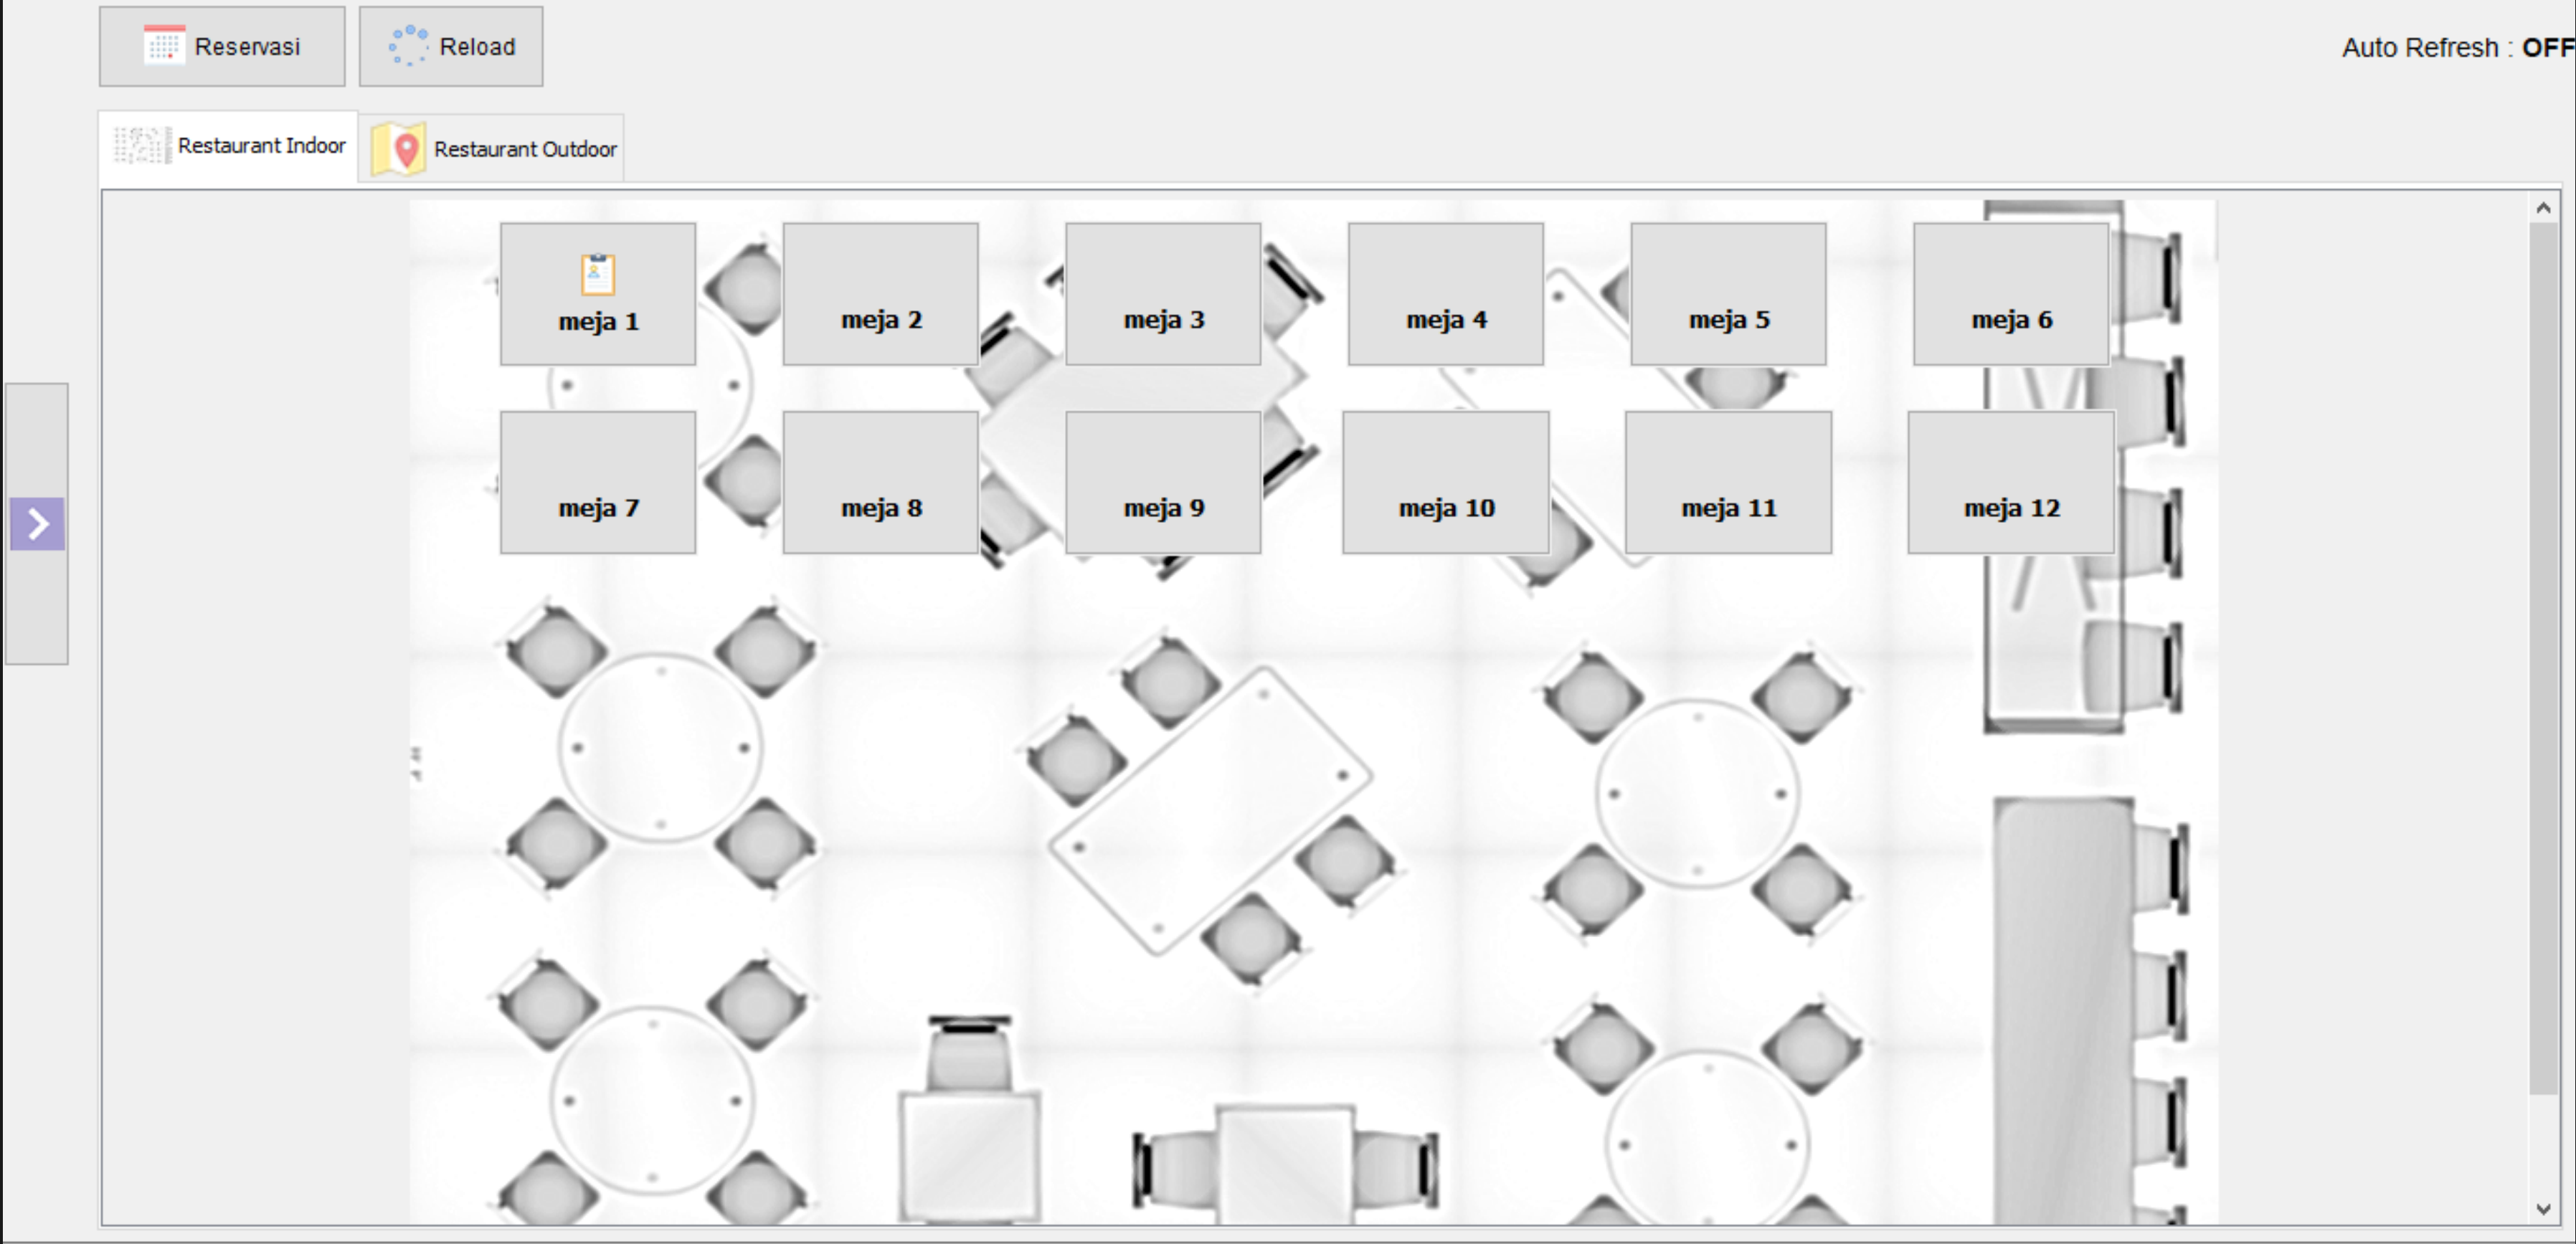 Reservasi
Reload
Auto Refresh : OFF
Restaurant Indoor
Restaurant Outdoor
meja 1
meja 2
meja 3
meja 4
meja 5
meja 6
meja 7
meja 8
meja 9
meja 10
meja 11
meja 12